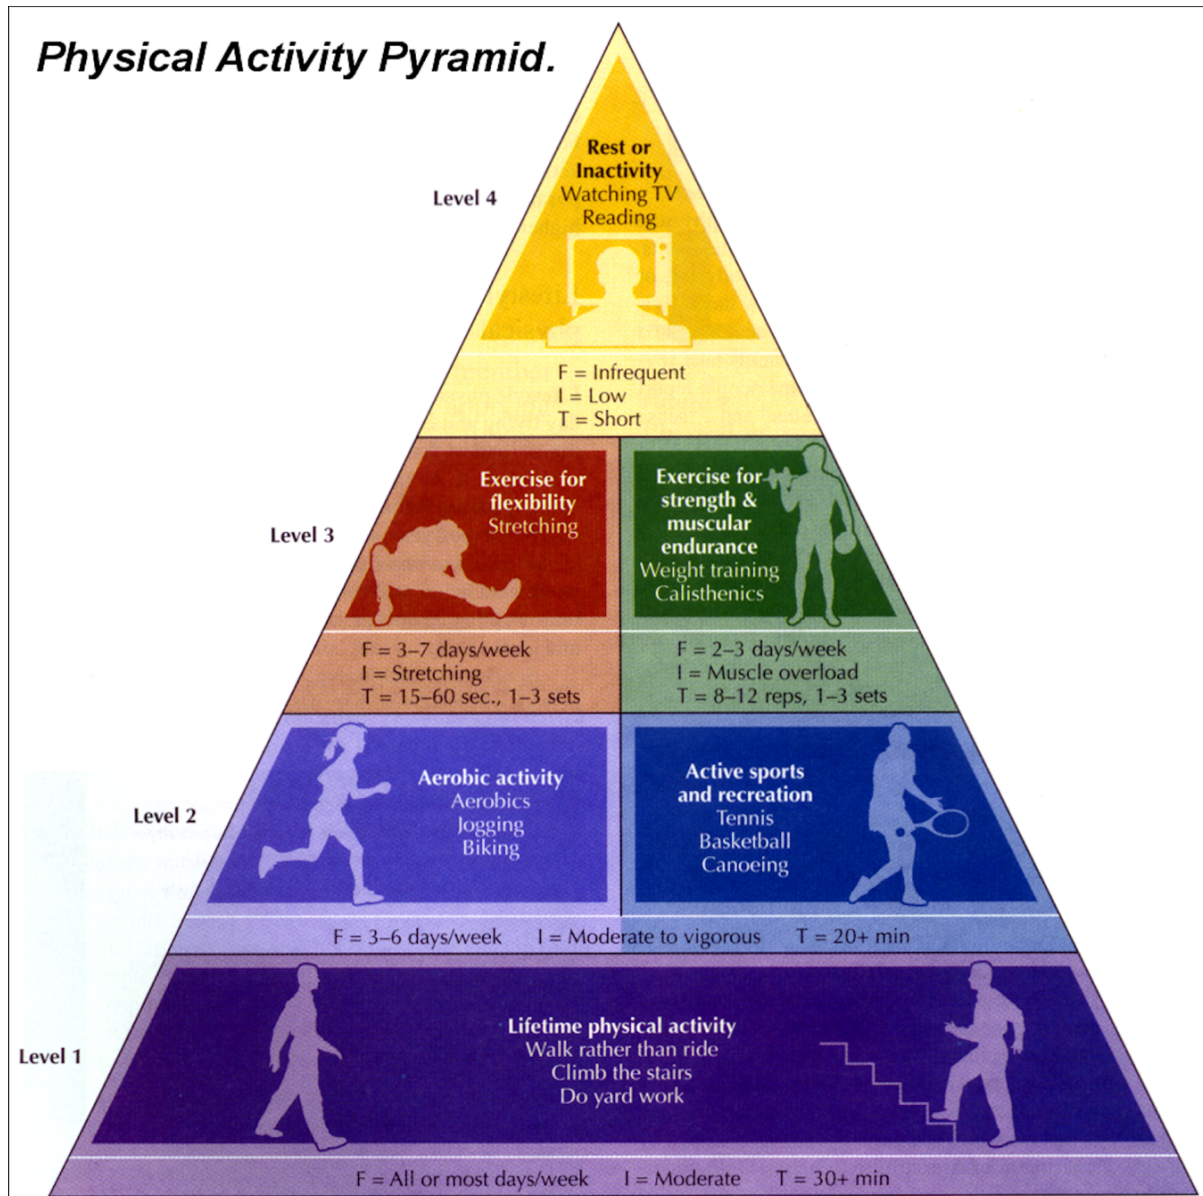 Physical Activity Pyramid.
Level 4
Rest or
Inactivity
Watching TV
Reading
F = Infrequent
I = Low
T = Short
Level 3
Exercise for
flexibility
Stretching
F = 3–7 days/week
I = Stretching
T = 15–60 sec., 1–3 sets
Exercise for
strength &
muscular
endurance
Weight training
Calisthenics
F = 2–3 days/week
I = Muscle overload
T = 8–12 reps, 1–3 sets
Level 2
Aerobic activity
Aerobics
Jogging
Biking
Active sports
and recreation
Tennis
Basketball
Canoeing
F = 3–6 days/week I = Moderate to vigorous T = 20+ min
Level 1
Lifetime physical activity
Walk rather than ride
Climb the stairs
Do yard work
F = All or most days/week I = Moderate T = 30+ min